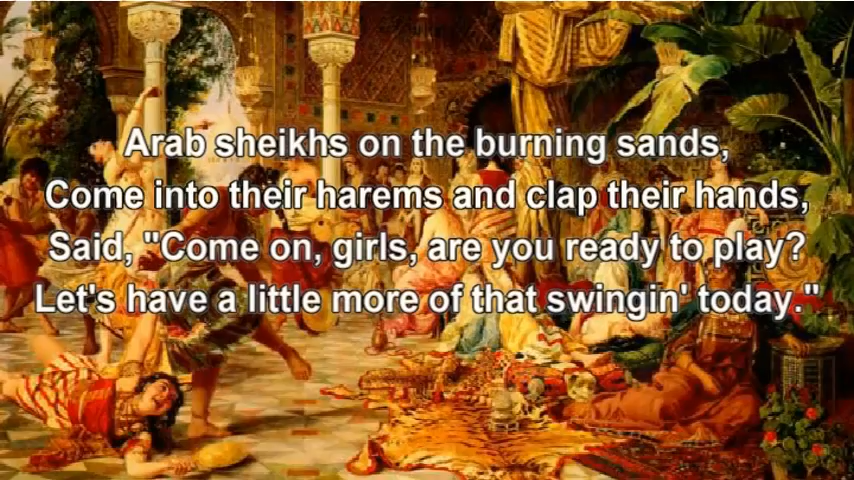 Arab sheikhs on the burning sands,
Come into their harems and clap their hands,
Said, "Come on, girls, are you ready to play?
Let's have a little more of that swingin' today."